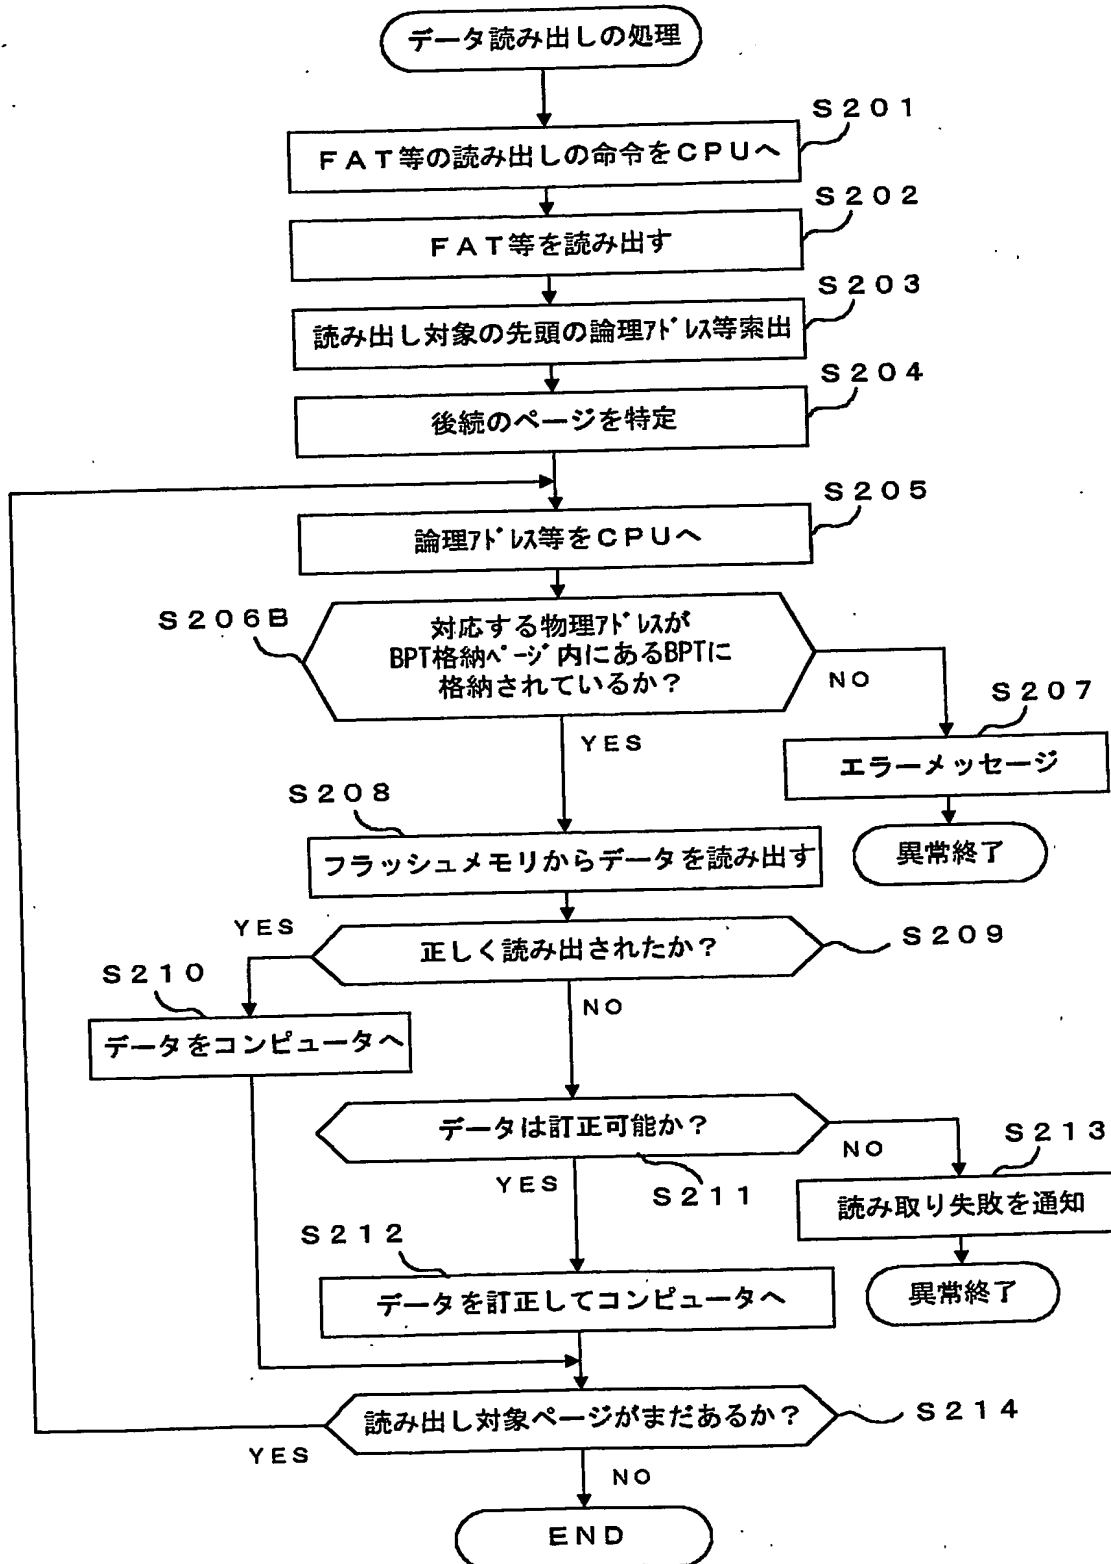 データ読み出しの処理
S201
FAT等の読み出しの命令をCPUへ
S202
FAT等を読み出す
S203
読み出し対象の先頭の論理アドレス等索出
S204
後続のページを特定
S205
論理アドレス等をCPUへ
S206B
対応する物理アドレスが
BPT格納ページ内にあるBPTに
格納されているか?
NO
YES
S207
エラーメッセージ
異常終了
S208
フラッシュメモリからデータを読み出す
YES
正しく読み出されたか?
S209
NO
S210
データをコンピュータへ
データは訂正可能か?
NO
YES
S211
S213
読み取り失敗を通知
異常終了
S212
データを訂正してコンピュータへ
読み出し対象ページがまだあるか?
S214
YES
NO
END